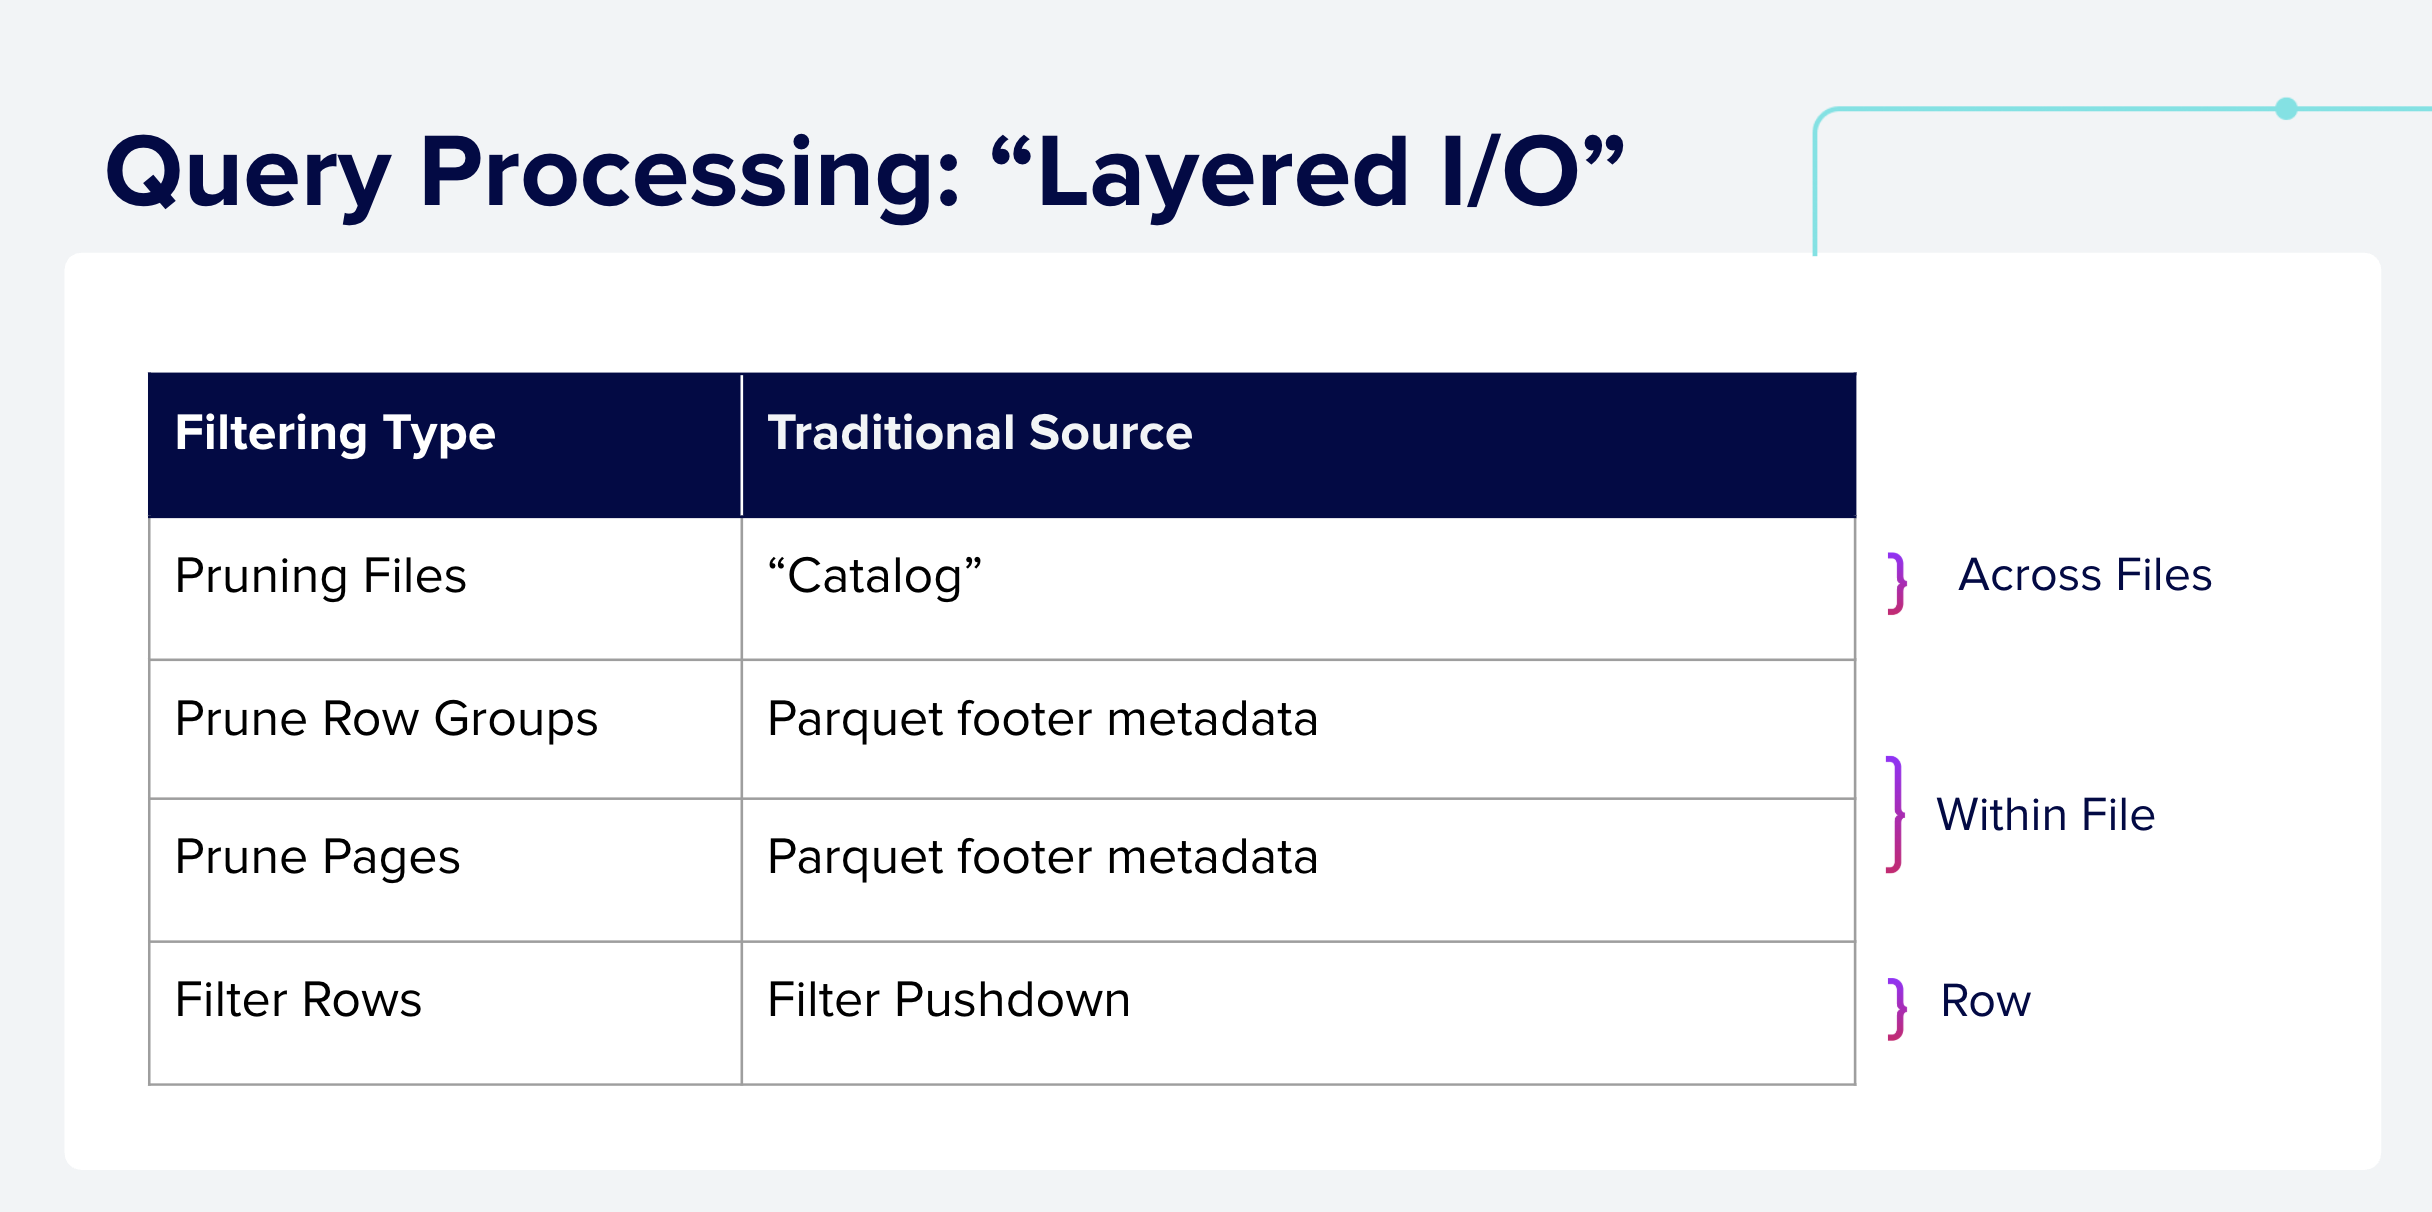 Query Processing: “Layered I/O”
Filtering Type
Traditional Source
Pruning Files
“Catalog”
Across Files
Prune Row Groups
Parquet footer metadata
Within File
Prune Pages
Parquet footer metadata
Filter Rows
Filter Pushdown
Row